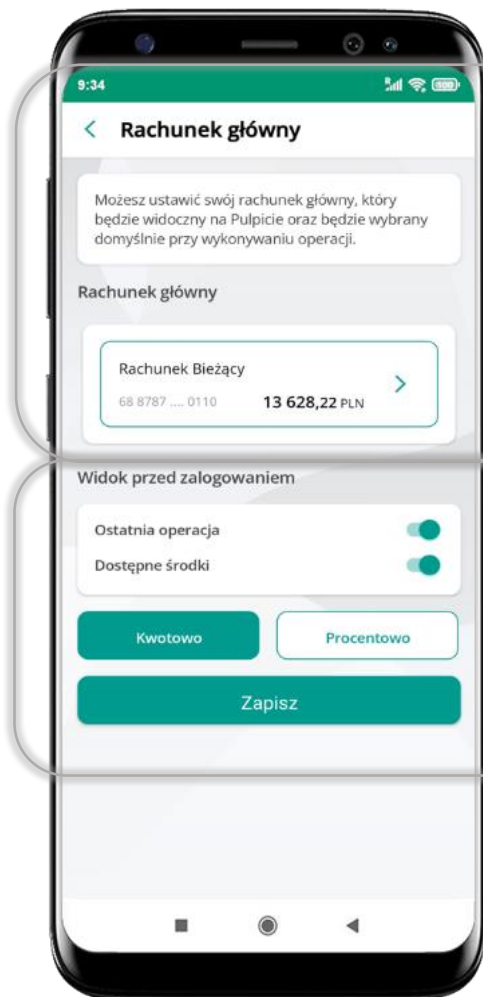 9:34
Rachunek główny
Możesz ustawić swój rachunek główny, który
będzie widoczny na Pulpicie oraz będzie wybrany
domyślnie przy wykonywaniu operacji.
Rachunek główny
Rachunek Bieżący
68 8787 .... 0110 13 628,22 PLN
Widok przed zalogowaniem
Ostatnia operacja
Dostępne środki
Kwotowo Procentowo
Zapisz